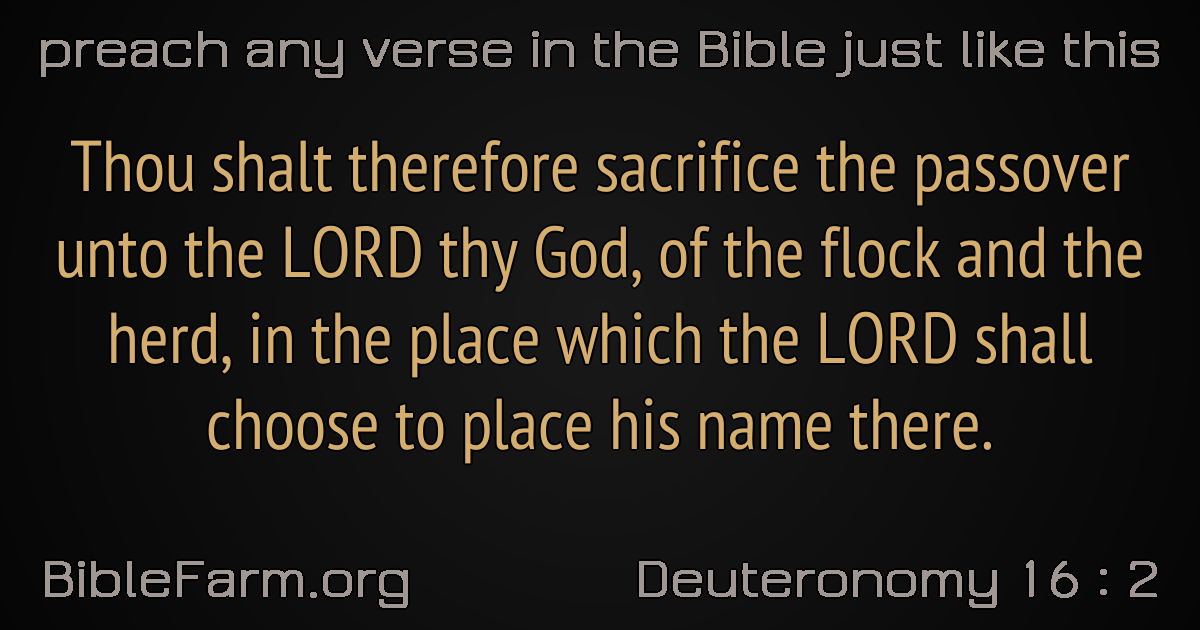 preach any verse in the Bible just like this
Thou shalt therefore sacrifice the passover
unto the LORD thy God, of the flock and the
herd, in the place which the LORD shall
choose to place his name there.
BibleFarm.org
Deuteronomy 16 : 2